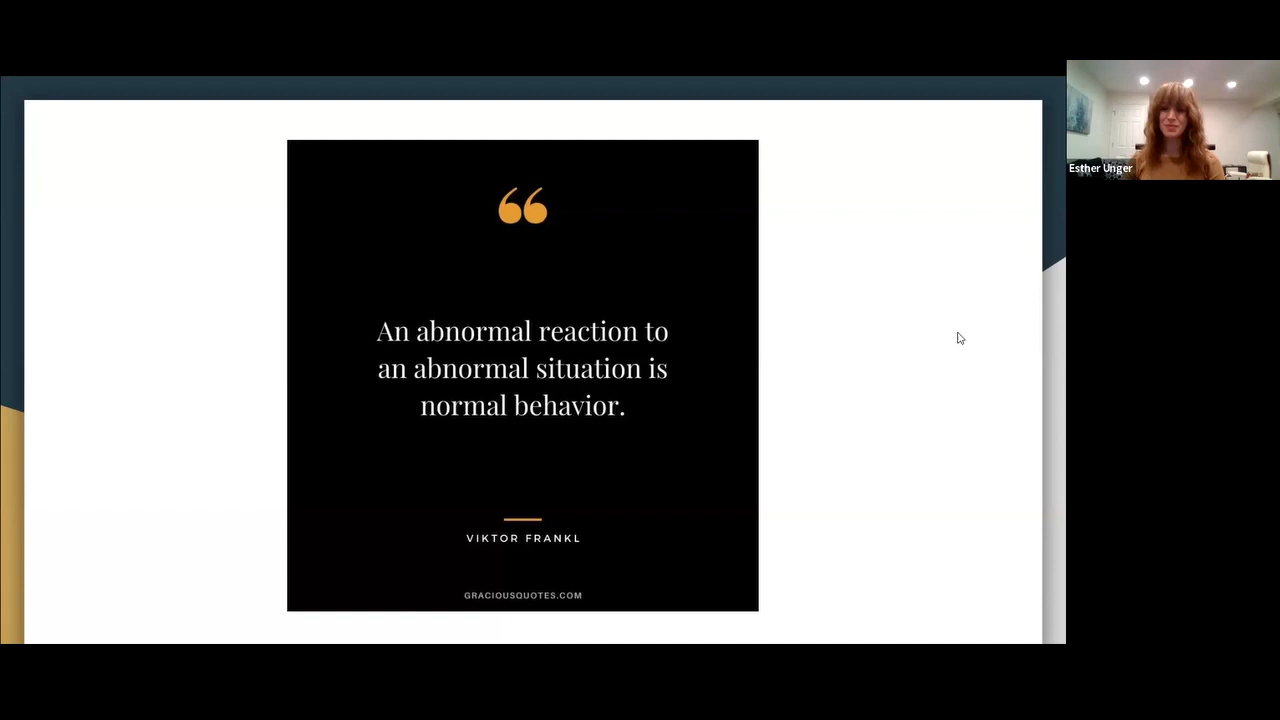 An abnormal reaction to
an abnormal situation is
normal behavior.
VIKTOR FRANKL
GRACIOUSQUOTES.COM
Esther Unger